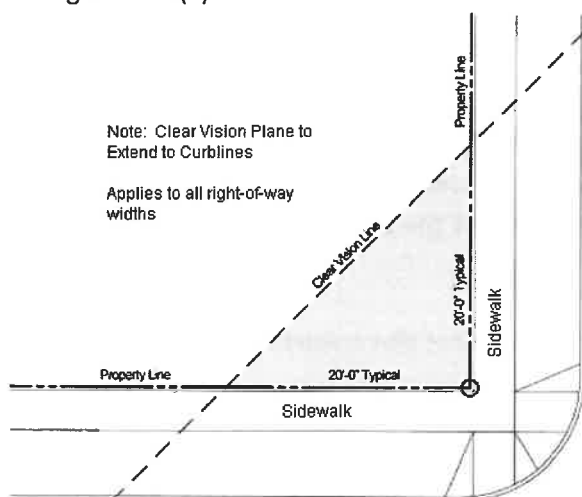 Property Line
Note: Clear Vision Plane to
Extend to Curblines
Applies to all right-of-way
widths
Clear Vision Line
20'-0" Typical
Sidewalk
Property Line
20'-0" Typical
Sidewalk